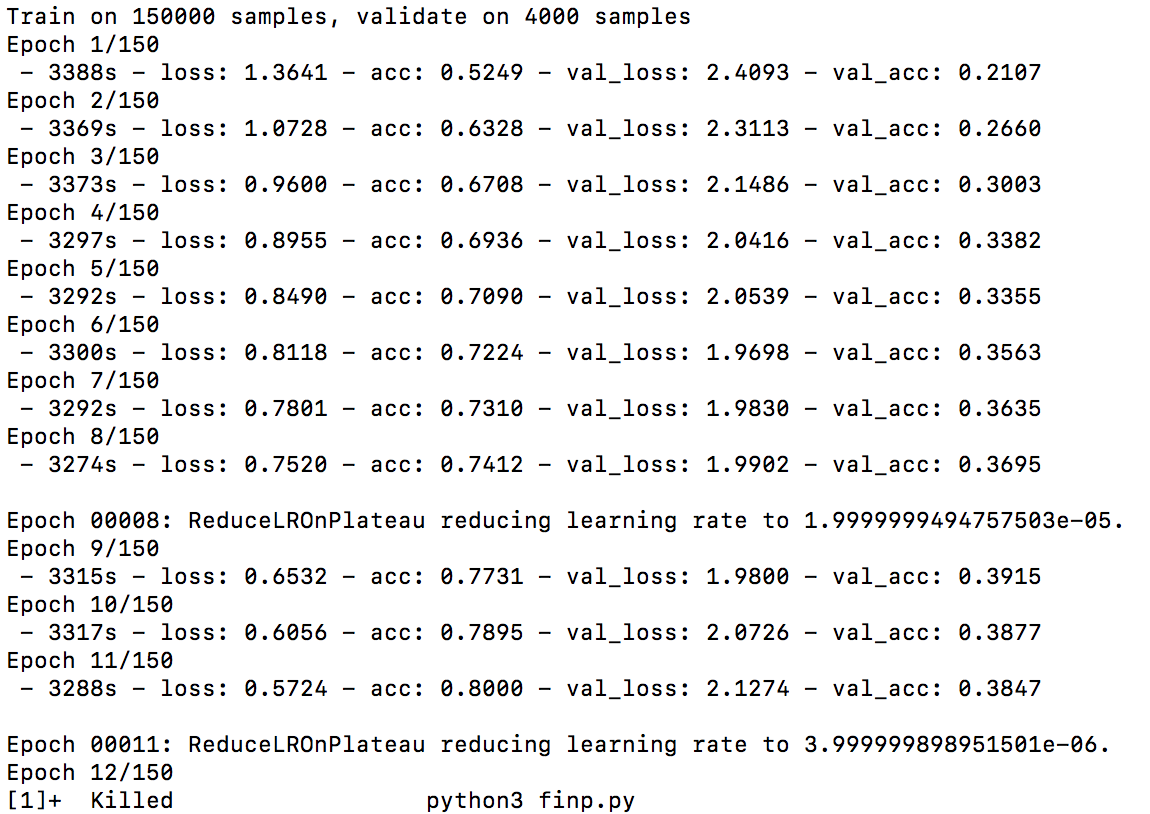 Train on 150000 samples, validate on 4000 samples
Epoch 1/150
 - 3388s - loss: 1.3641 - acc: 0.5249 - val_loss: 2.4093 - val_acc: 0.2107
Epoch 2/150
 - 3369s - loss: 1.0728 - acc: 0.6328 - val_loss: 2.3113 - val_acc: 0.2660
Epoch 3/150
 - 3373s - loss: 0.9600 - acc: 0.6708 - val_loss: 2.1486 - val_acc: 0.3003
Epoch 4/150
 - 3297s - loss: 0.8955 - acc: 0.6936 - val_loss: 2.0416 - val_acc: 0.3382
Epoch 5/150
 - 3292s - loss: 0.8490 - acc: 0.7090 - val_loss: 2.0539 - val_acc: 0.3355
Epoch 6/150
 - 3300s - loss: 0.8118 - acc: 0.7224 - val_loss: 1.9698 - val_acc: 0.3563
Epoch 7/150
 - 3292s - loss: 0.7801 - acc: 0.7310 - val_loss: 1.9830 - val_acc: 0.3635
Epoch 8/150
 - 3274s - loss: 0.7520 - acc: 0.7412 - val_loss: 1.9902 - val_acc: 0.3695
Epoch 00008: ReduceLROnPlateau reducing learning rate to 1.9999999494757503e-05.
Epoch 9/150
 - 3315s - loss: 0.6532 - acc: 0.7731 - val_loss: 1.9800 - val_acc: 0.3915
Epoch 10/150
 - 3317s - loss: 0.6056 - acc: 0.7895 - val_loss: 2.0726 - val_acc: 0.3877
Epoch 11/150
 - 3288s - loss: 0.5724 - acc: 0.8000 - val_loss: 2.1274 - val_acc: 0.3847
Epoch 00011: ReduceLROnPlateau reducing learning rate to 3.999999898951501e-06.
Epoch 12/150
[1]+  Killed                  python3 finp.py